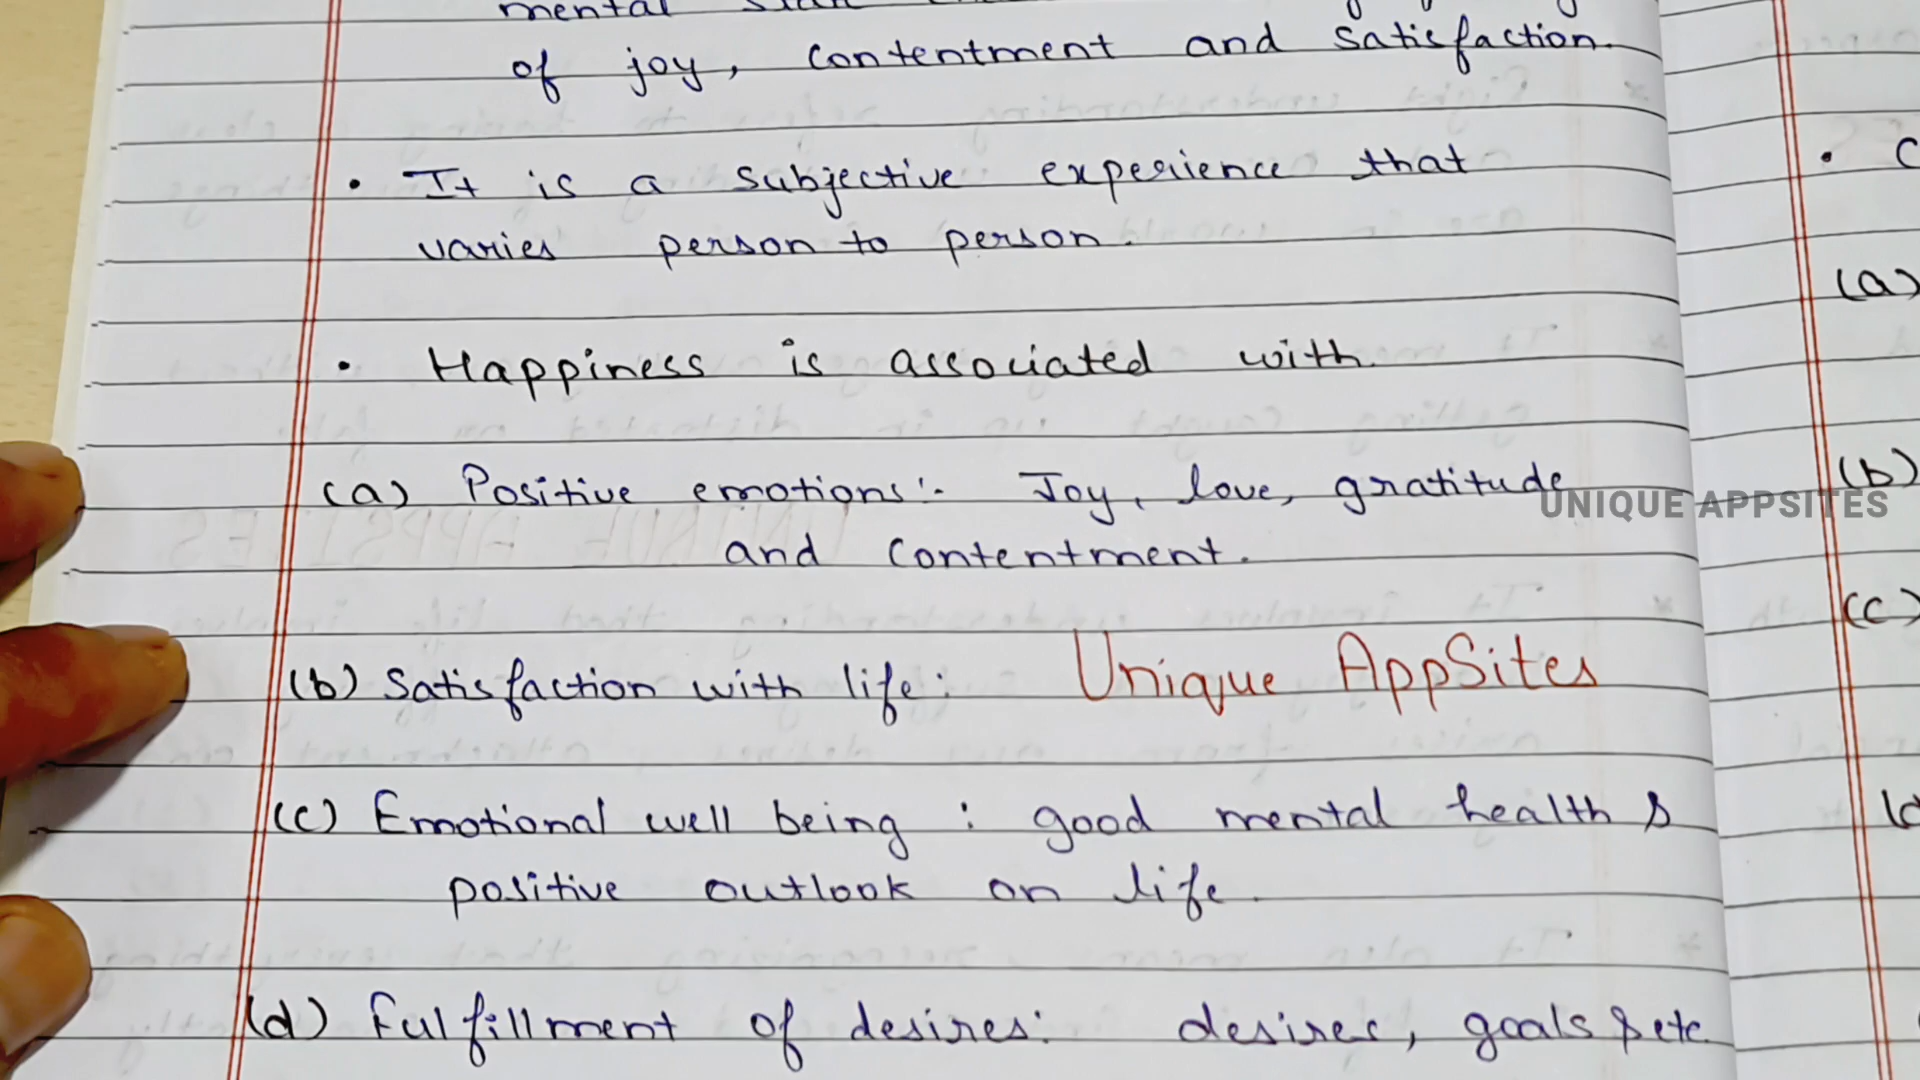 mental
of joy, contentment and satisfaction.
• It is a subjective experience that
varies person to person.
• Happiness is associated with
(a) Positive emotions:- Joy, love, gratitude
and contentment.
(b) Satisfaction with life: Unique AppSites
(c) Emotional well being : good mental health &
positive outlook on life.
(d) Fulfillment of desires: desires, goals & etc.
UNIQUE APPSITES
• C
(a)
(b)
(c)